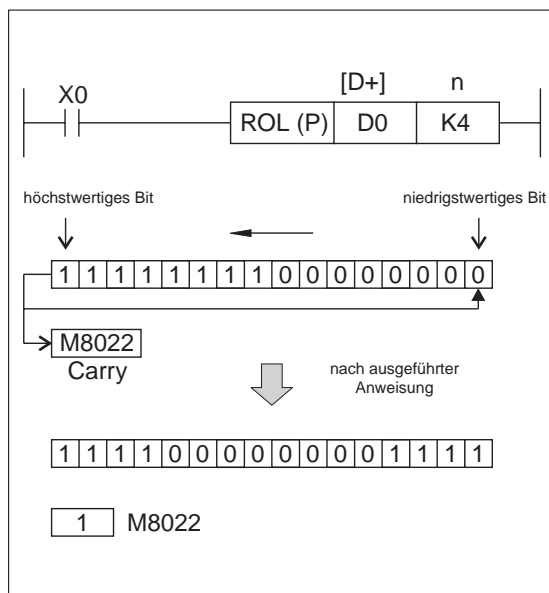 [D+] n
X0
ROL (P) D0 K4
höchstwertiges Bit niedrigstwertiges Bit
1 1 1 1 1 1 1 1 0 0 0 0 0 0 0 0
M8022
Carry
nach ausgeführter
Anweisung
1 1 1 1 0 0 0 0 0 0 0 0 1 1 1 1
1 M8022